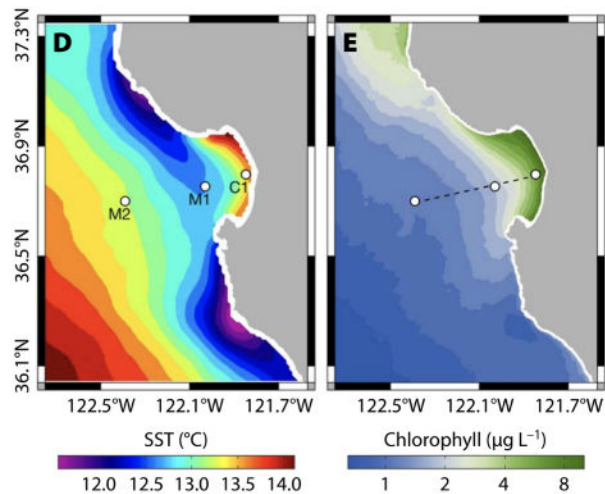 D
E
37.3°N
36.9°N
36.5°N
36.1°N
M2
M1
C1
122.5°W
122.1°W
121.7°W
122.5°W
122.1°W
121.7°W
SST (°C)
Chlorophyll (µg L⁻¹)
12.0
12.5
13.0
13.5
14.0
1
2
4
8